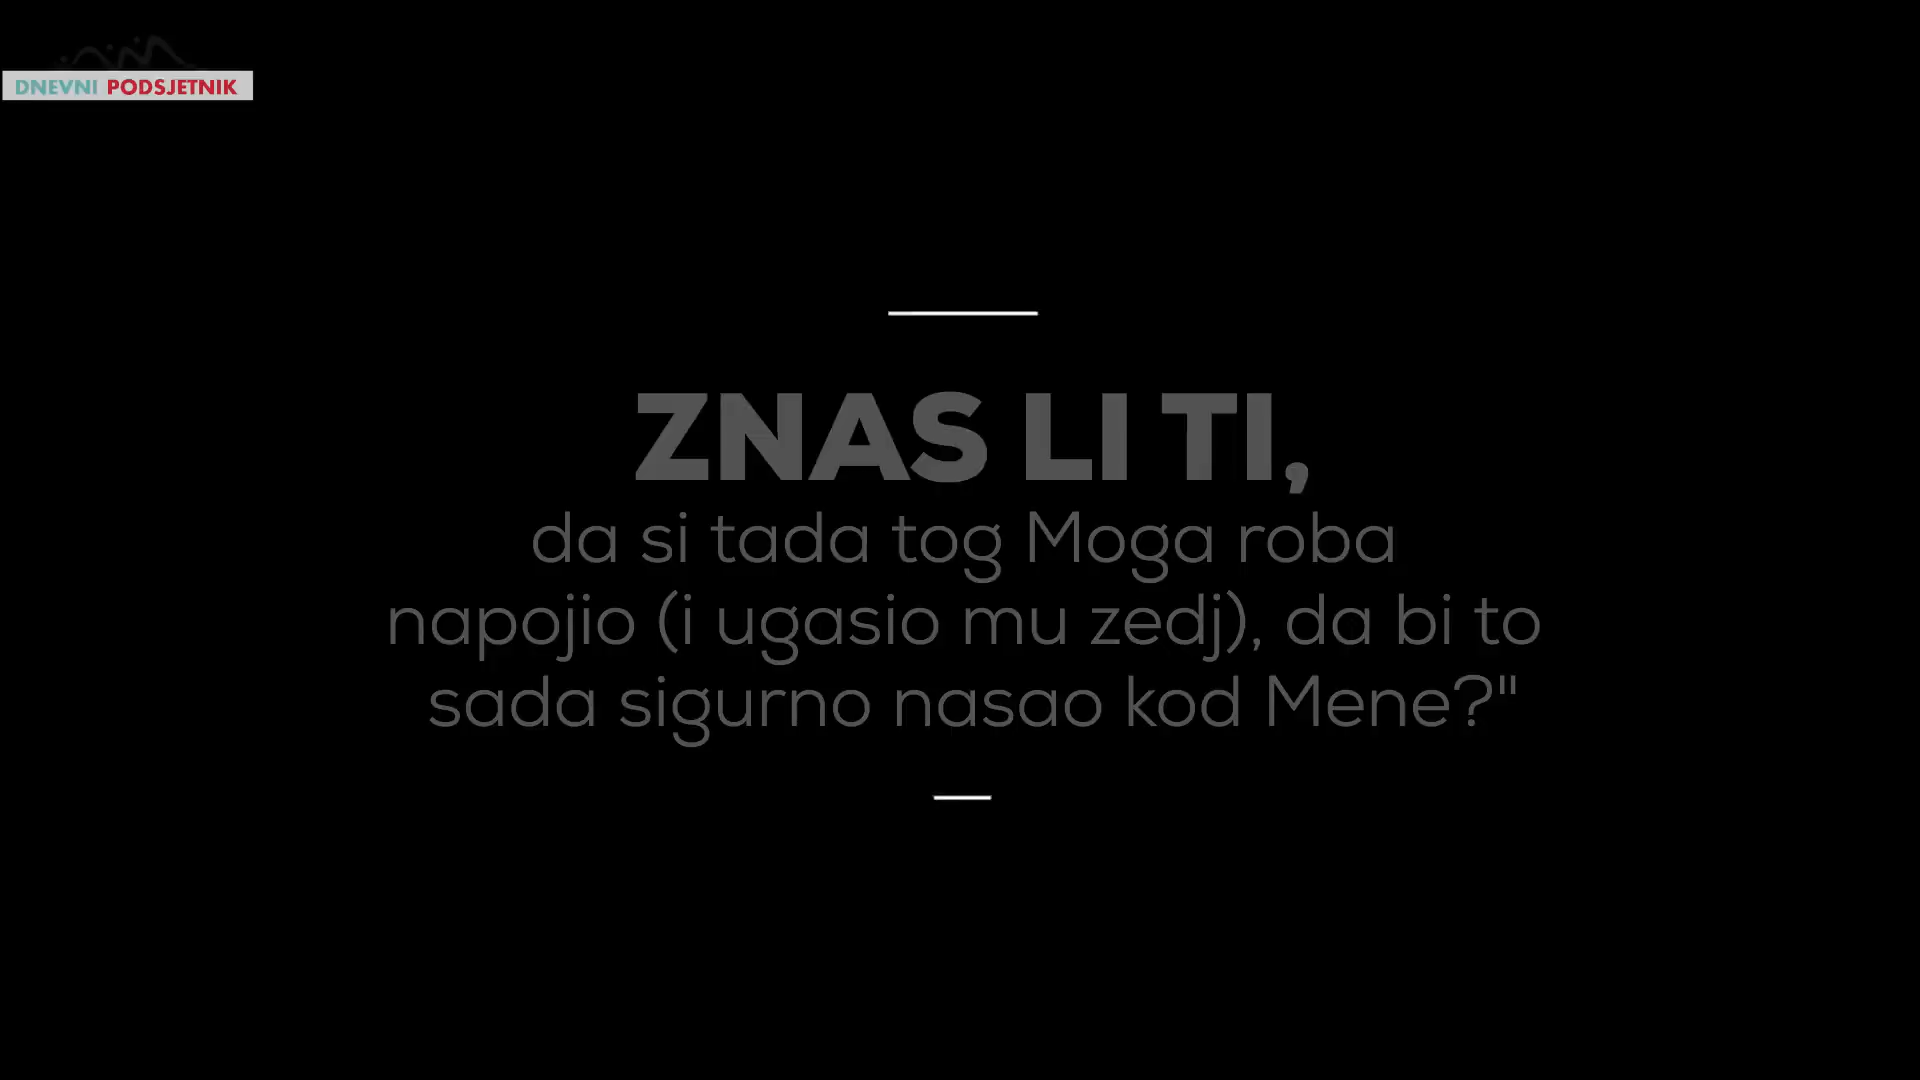 DNEVNI PODSJETNIK
ZNAS LI TI,
da si tada tog Moga roba
napojio (i ugasio mu zedj), da bi to
sada sigurno nasao kod Mene?"